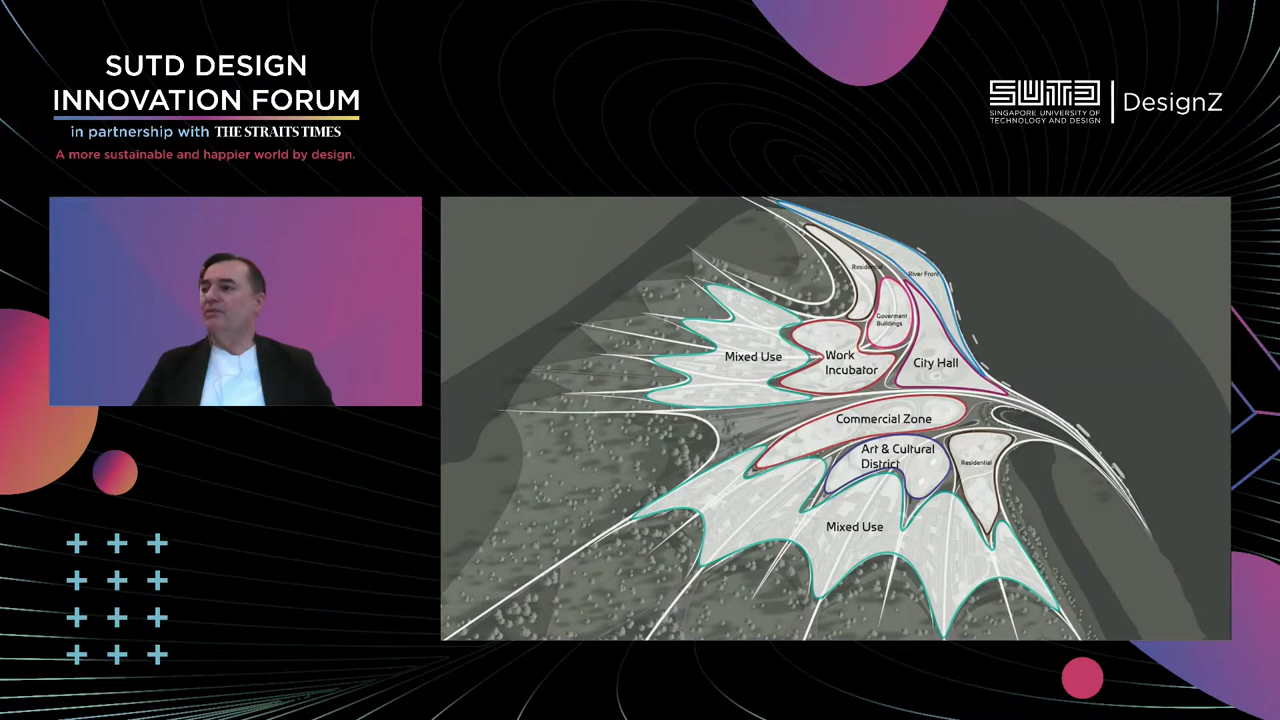 SUTD DESIGN
INNOVATION FORUM
in partnership with THE STRAITS TIMES
A more sustainable and happier world by design.
SUTD
SINGAPORE UNIVERSITY OF
TECHNOLOGY AND DESIGN
DesignZ
Residential
River Front
Goverment
Buildings
Mixed Use
Work
Incubator
City Hall
Commercial Zone
Art & Cultural
District
Residential
Mixed Use